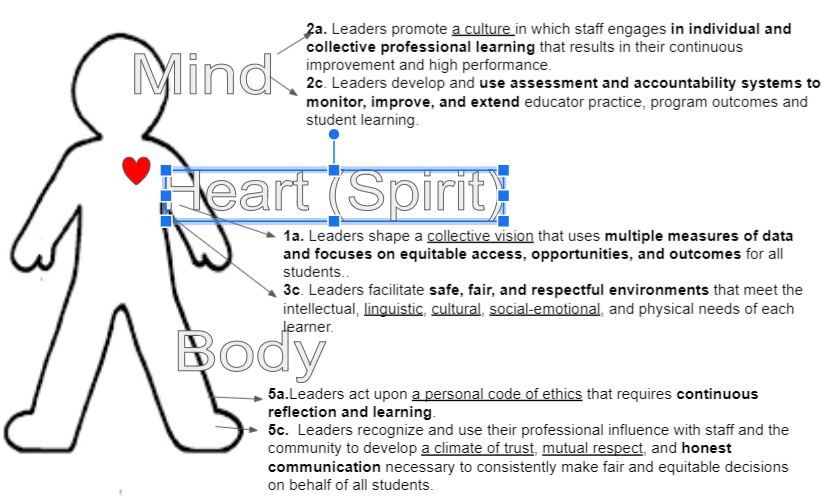 Mind
2a. Leaders promote a culture in which staff engages in individual and
collective professional learning that results in their continuous
improvement and high performance.
2c. Leaders develop and use assessment and accountability systems to
monitor, improve, and extend educator practice, program outcomes and
student learning.
Heart (Spirit)
1a. Leaders shape a collective vision that uses multiple measures of data
and focuses on equitable access, opportunities, and outcomes for all
students..
3c. Leaders facilitate safe, fair, and respectful environments that meet the
intellectual, linguistic, cultural, social-emotional, and physical needs of each
learner.
Body
5a.Leaders act upon a personal code of ethics that requires continuous
reflection and learning.
5c. Leaders recognize and use their professional influence with staff and the
community to develop a climate of trust, mutual respect, and honest
communication necessary to consistently make fair and equitable decisions
on behalf of all students.